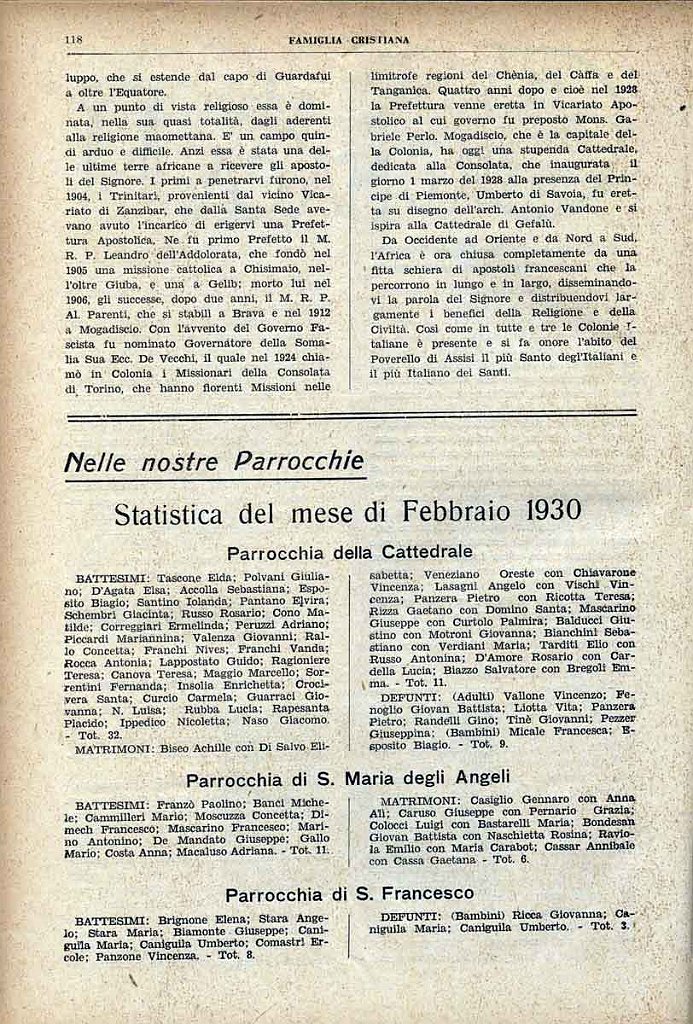 118
FAMIGLIA CRISTIANA
luppo, che si estende dal capo di Guardafui
a oltre l'Equatore.
A un punto di vista religioso essa è domi-
nata, nella sua quasi totalità, dagli aderenti
alla religione maomettana. E' un campo quin-
di arduo e difficile. Anzi essa è stata una del-
le ultime terre africane a ricevere gli aposto-
li del Signore. I primi a penetrarvi furono, nel
1904, i Trinitari, provenienti dal vicino Vica-
riato di Zanzibar, che dalla Santa Sede ave-
vano avuto l'incarico di erigervi una Prefet-
tura Apostolica. Ne fu primo Prefetto il M.
R. P. Leandro dell'Addolorata, che fondò nel
1905 una missione cattolica a Chisimaio, nel-
l'oltre Giuba, e una a Gelib; morto lui nel
1906, gli successe, dopo due anni, il M. R. P.
Al. Parenti, che si stabilì a Brava e nel 1912
a Mogadiscio. Con l'avvento del Governo Fa-
scista fu nominato Governatore della Soma-
lia Sua Ecc. De Vecchi, il quale nel 1924 chia-
mò in Colonia i Missionari della Consolata
di Torino, che hanno fiorenti Missioni nelle
limitrofe regioni del Chènia, del Càffa e del
Tanganica. Quattro anni dopo e cioè nel 1928
la Prefettura venne eretta in Vicariato Apo-
stolico al cui governo fu preposto Mons. Ga-
briele Perlo. Mogadiscio, che è la capitale del-
la Colonia, ha oggi una stupenda Cattedrale,
dedicata alla Consolata, che inaugurata il
giorno 1 marzo del 1928 alla presenza del Prin-
cipe di Piemonte, Umberto di Savoia, fu eret-
ta su disegno dell'arch. Antonio Vandone e si
ispira alla Cattedrale di Gefalù.
Da Occidente ad Oriente e da Nord a Sud,
l'Africa è ora chiusa completamente da una
fitta schiera di apostoli francescani che la
percorrono in lungo e in largo, disseminando-
vi la parola del Signore e distribuendovi lar-
gamente i benefici della Religione e della
Civiltà. Così come in tutte e tre le Colonie I-
taliane è presente e si fa onore l'abito del
Poverello di Assisi il più Santo degl'Italiani e
il più Italiano dei Santi.
Nelle nostre Parrocchie
Statistica del mese di Febbraio 1930
Parrocchia della Cattedrale
BATTESIMI: Tascone Elda; Polvani Giulia-
no; D'Agata Elsa; Accolla Sebastiana; Espo-
sito Biagio; Santino Iolanda; Pantano Elvira;
Schembri Giacinta; Russo Rosario; Cono Ma-
tilde; Correggiari Ermelinda; Peruzzi Adriano;
Piccardi Mariannina; Valenza Giovanni; Ral-
lo Concetta; Franchi Nives; Franchi Vanda;
Rocca Antonia; Lappostato Guido; Ragioniere
Teresa; Canova Teresa; Maggio Marcello; Sor-
rentini Fernanda; Insolia Enrichetta; Croci-
vera Santa; Curcio Carmela; Guarraci Gio-
vanna; N. Luisa; Rubba Lucia; Rapesanta
Placido; Ippedico Nicoletta; Naso Giacomo.
- Tot. 32.
MATRIMONI: Biseo Achille con Di Salvo Eli-
sabetta; Veneziano Oreste con Chiavarone
Vincenza; Lasagni Angelo con Vischi Vin-
cenza; Panzera Pietro con Ricotta Teresa;
Rizza Gaetano con Domino Santa; Mascarino
Giuseppe con Curtolo Palmira; Balducci Giu-
stino con Motroni Giovanna; Bianchini Seba-
stiano con Verdiani Maria; Tarditi Elio con
Russo Antonina; D'Amore Rosario con Car-
della Lucia; Biazzo Salvatore con Bregoli Em-
ma. - Tot. 11.
DEFUNTI: (Adulti) Vallone Vincenzo; Fe-
noglio Giovan Battista; Liotta Vita; Panzera
Pietro; Randelli Gino; Tinè Giovanni; Pezzer
Giuseppina; (Bambini) Micale Francesca; E-
sposito Biagio. - Tot. 9.
Parrocchia di S. Maria degli Angeli
BATTESIMI: Franzò Paolino; Banci Miche-
le; Cammilleri Mario; Moscuzza Concetta; Di-
mech Francesco; Mascarino Francesco; Mari-
no Antonino; De Mandato Giuseppe; Gallo
Mario; Costa Anna; Macaluso Adriana. - Tot. 11.
MATRIMONI: Casiglio Gennaro con Anna
Alì; Caruso Giuseppe con Pernario Grazia;
Colocci Luigi con Bastarelli Maria; Bondesan
Giovan Battista con Naschietta Rosina; Ravio-
la Emilio con Maria Carabot; Cassar Annibale
con Cassa Gaetana - Tot. 6.
Parrocchia di S. Francesco
BATTESIMI: Brignone Elena; Stara Ange-
lo; Stara Maria; Biamonte Giuseppe; Cani-
guila Maria; Caniguila Umberto; Comastri Er-
cole; Panzone Vincenza. - Tot. 8.
DEFUNTI: (Bambini) Ricca Giovanna; Ca-
niguila Maria; Caniguila Umberto. - Tot. 3.